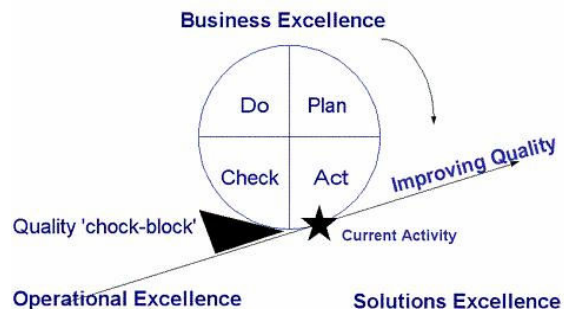 Business Excellence
Do Plan
Check Act
Improving Quality
Quality 'chock-block'
Current Activity
Operational Excellence
Solutions Excellence